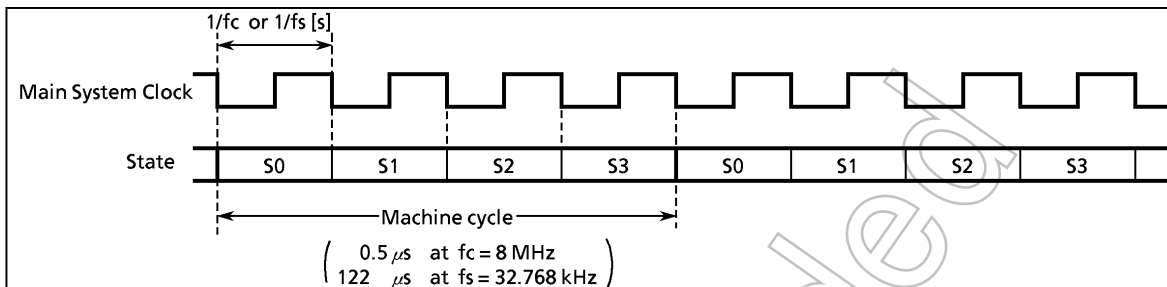 1/fc or 1/fs [s]
Main System Clock
State S0 S1 S2 S3 S0 S1 S2 S3
Machine cycle
0.5 μs at fc = 8 MHz
122 μs at fs = 32.768 kHz
ded